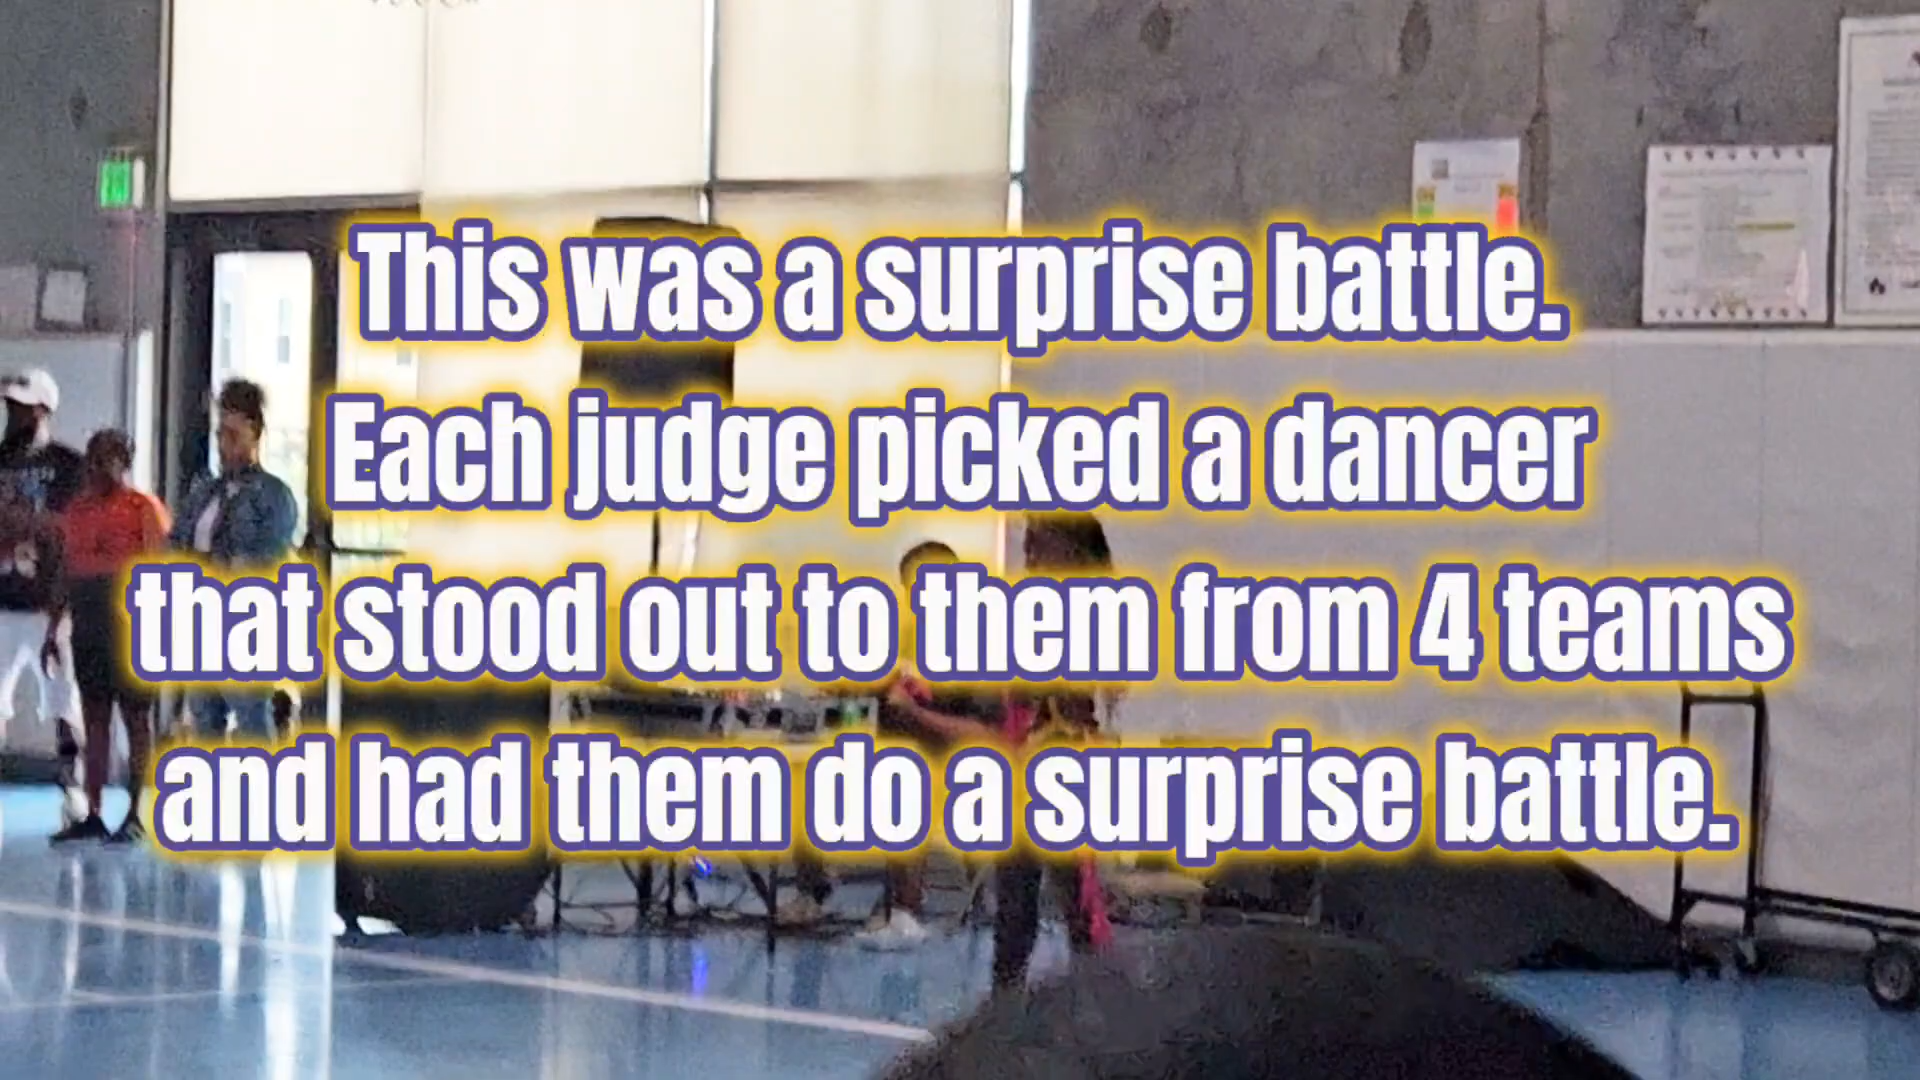 This was a surprise battle.
Each judge picked a dancer
that stood out to them from 4 teams
and had them do a surprise battle.